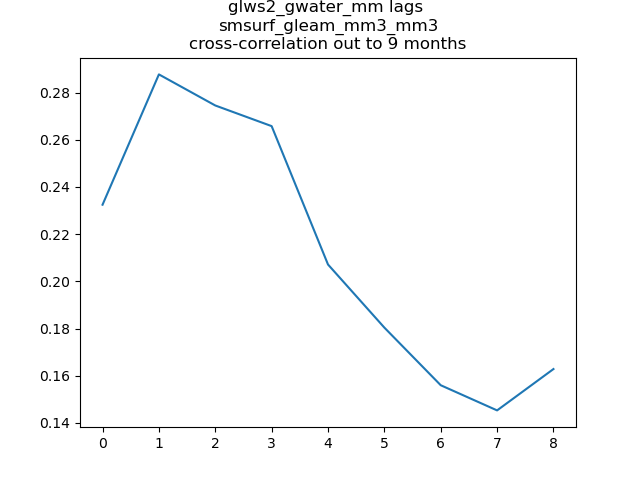 glws2_gwater_mm lags
smsurf_gleam_mm3_mm3
cross-correlation out to 9 months
0.28
0.26
0.24
0.22
0.20
0.18
0.16
0.14
0 1 2 3 4 5 6 7 8